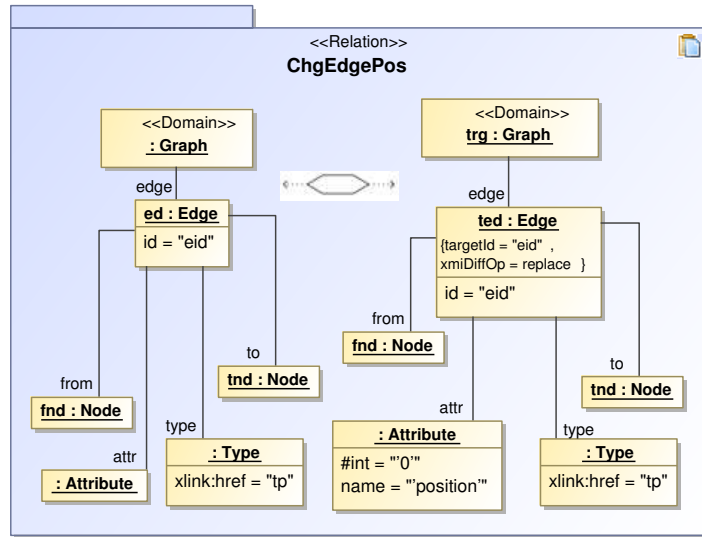 <<Relation>>
ChgEdgePos
<<Domain>>
: Graph
edge
ed : Edge
id = "eid"
from
fnd : Node
to
tnd : Node
attr
: Attribute
type
: Type
xlink:href = "tp"
<<Domain>>
trg : Graph
edge
ted : Edge
{targetId = "eid" ,
xmiDiffOp = replace }
id = "eid"
from
fnd : Node
to
tnd : Node
attr
: Attribute
#int = "'0'"
name = "'position'"
type
: Type
xlink:href = "tp"